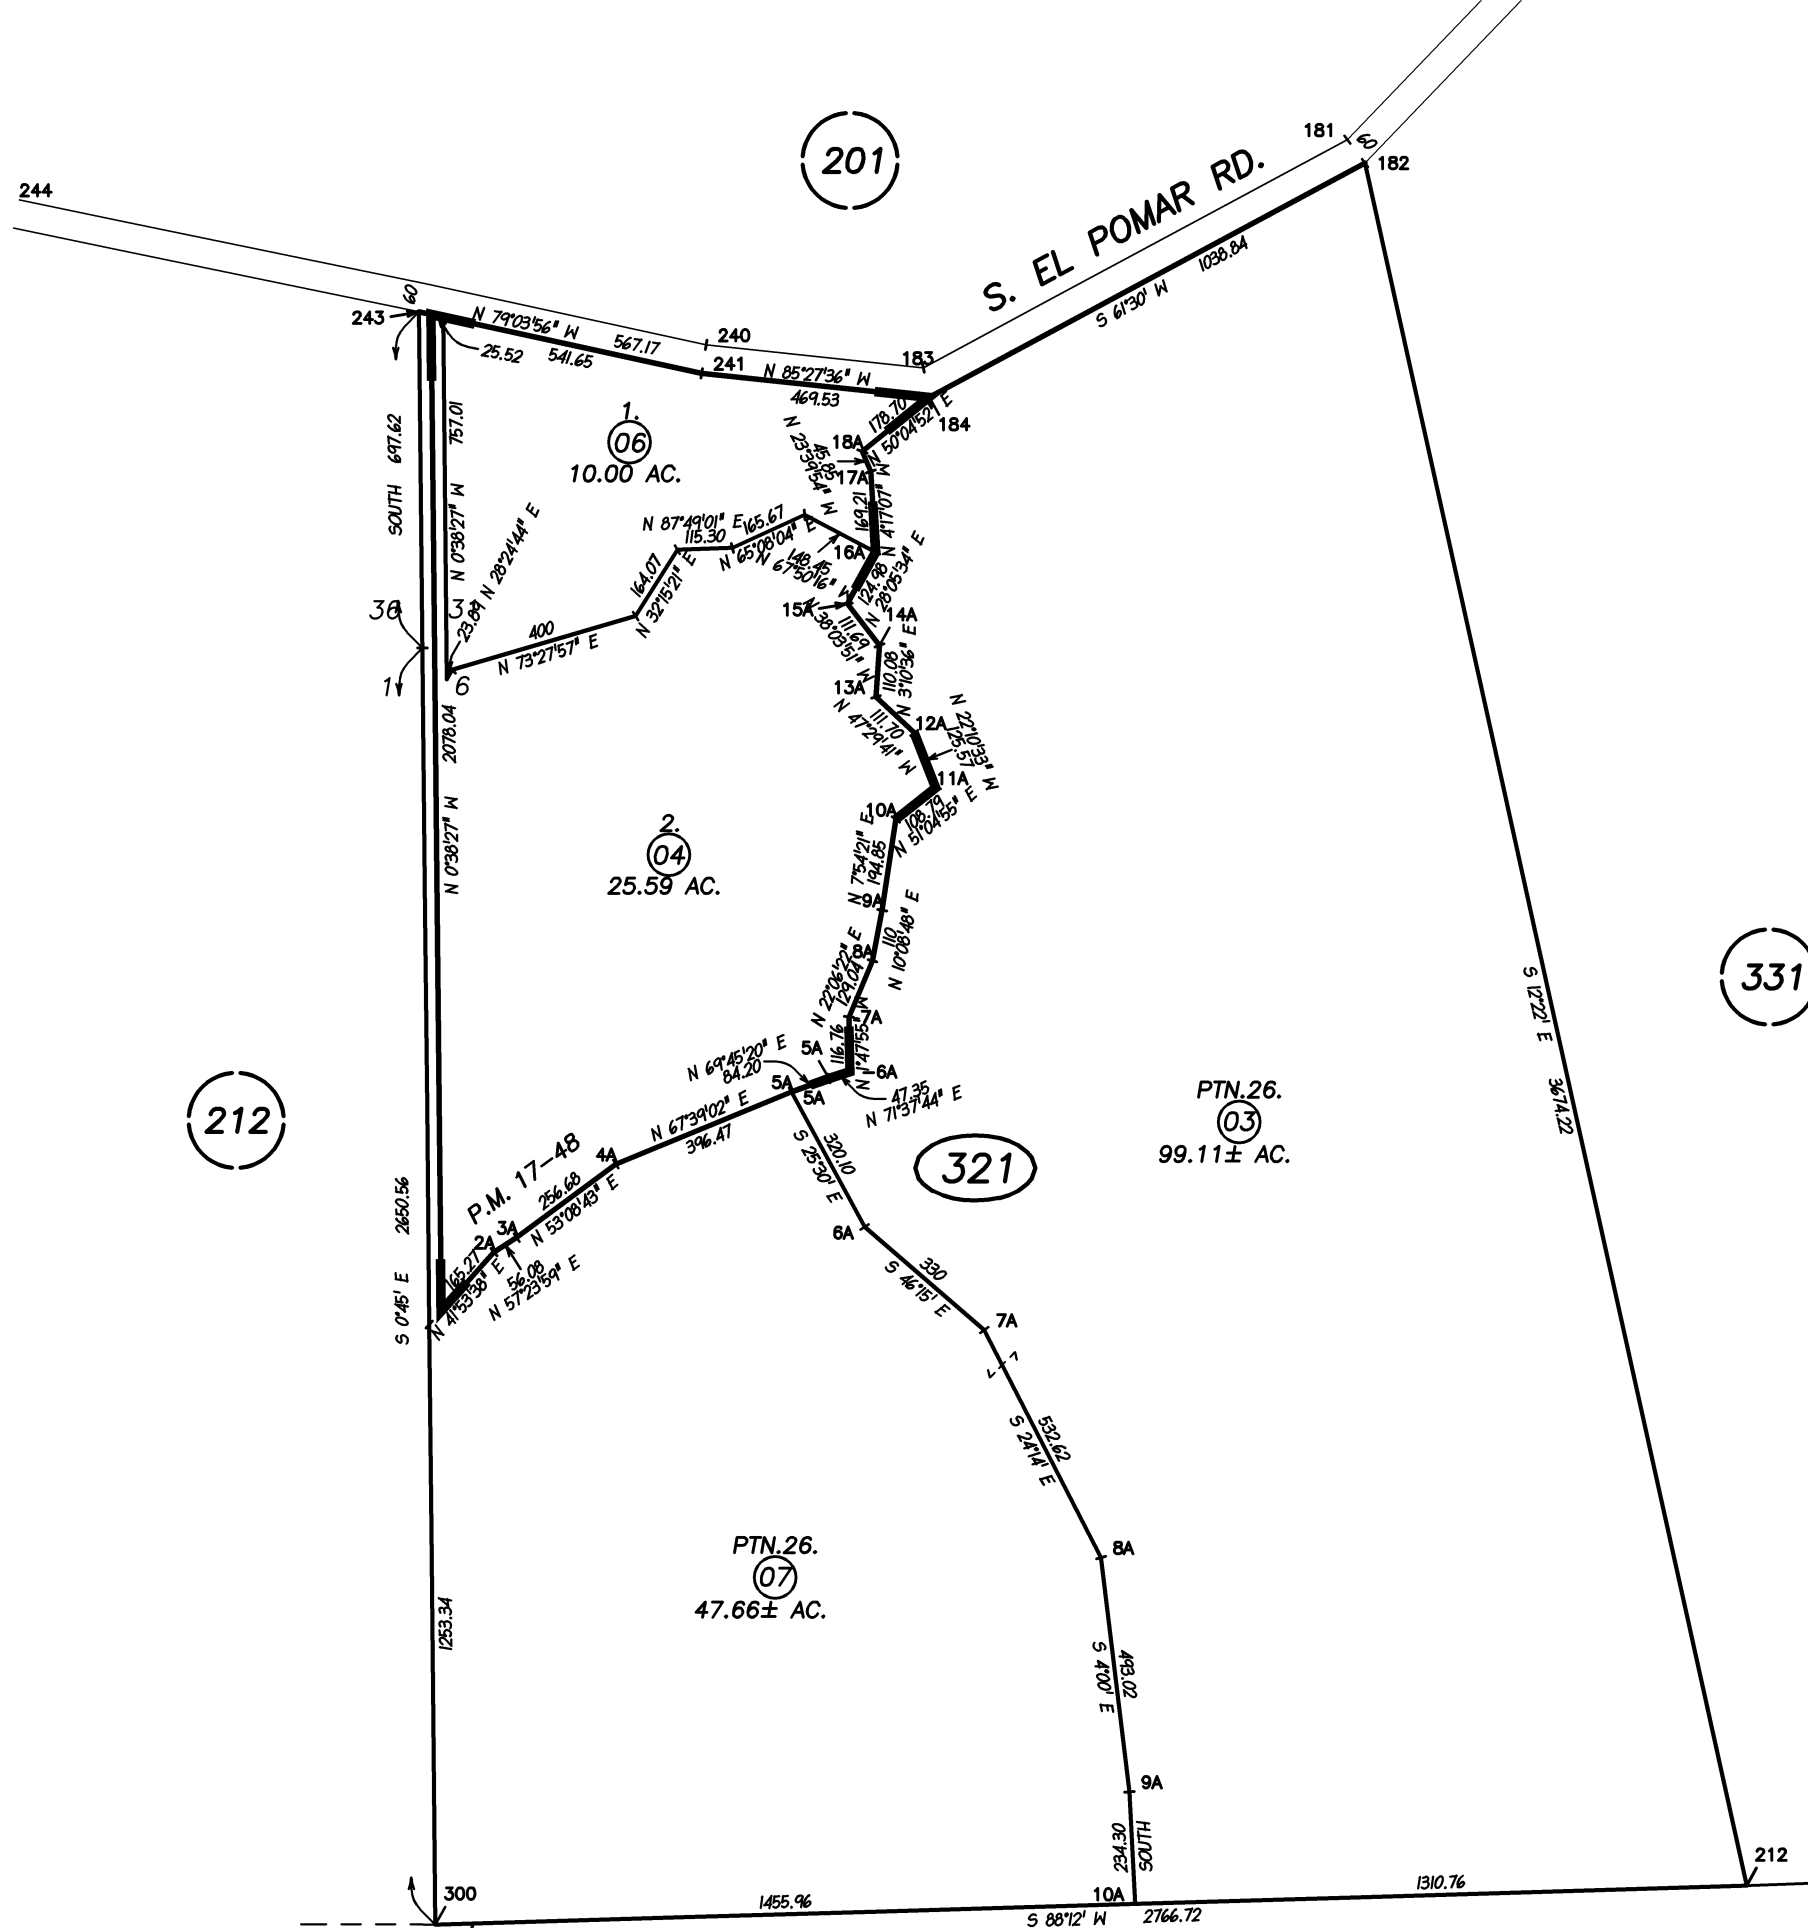 181
60
182
201
244
S. EL POMAR RD.
1038.84
S 61°30' W
60
243
N 79°03'56" W
567.17
25.52
541.65
240
241
183
N 85°27'36" W
469.53
184
178.70
N 50°04'52" E
18A
N 23°39'54" W
45.85
17A
SOUTH 697.62
757.01
N 0°38'27" W
1.
06
10.00 AC.
169.21
N 4°17'07" W
N 87°49'01" E
115.30
165.67
N 65°08'04" E
16A
148.45
N 67°50'16" W
164.07
N 32°15'21" E
23.89 N 28°24'44" E
124.98
N 28°05'34" E
36
3
15A
14A
111.69
N 38°03'51" W
400
N 73°27'57" E
1
6
110.08
N 3°10'36" E
13A
111.70
N 47°29'41" W
12A
N 22°10'33" W
125.57
11A
2078.04
N 0°38'27" W
10A
108.79
N 51°04'55" E
2.
04
25.59 AC.
N 7°54'21" E
194.85
9A
110
N 10°08'48" E
8A
N 22°06'22" E
129.04
7A
331
S 12°22' E
3674.22
116.76
N 1°47'55" W
5A
6A
N 69°45'20" E
84.20
5A
5A
47.35
N 71°37'44" E
212
PTN.26.
03
99.11± AC.
N 67°39'02" E
396.47
4A
320.10
S 25°30' E
321
P.M. 17-48
256.68
N 53°08'43" E
3A
2A
6A
165.27
N 41°53'38" E
56.08
N 57°23'59" E
S 0°45' E 2650.56
330
S 46°15' E
7A
532.62
S 24°14' E
PTN.26.
07
47.66± AC.
8A
1253.34
493.02
S 4°00' E
9A
234.30
SOUTH
212
300
1455.96
10A
1310.76
S 88°12' W 2766.72